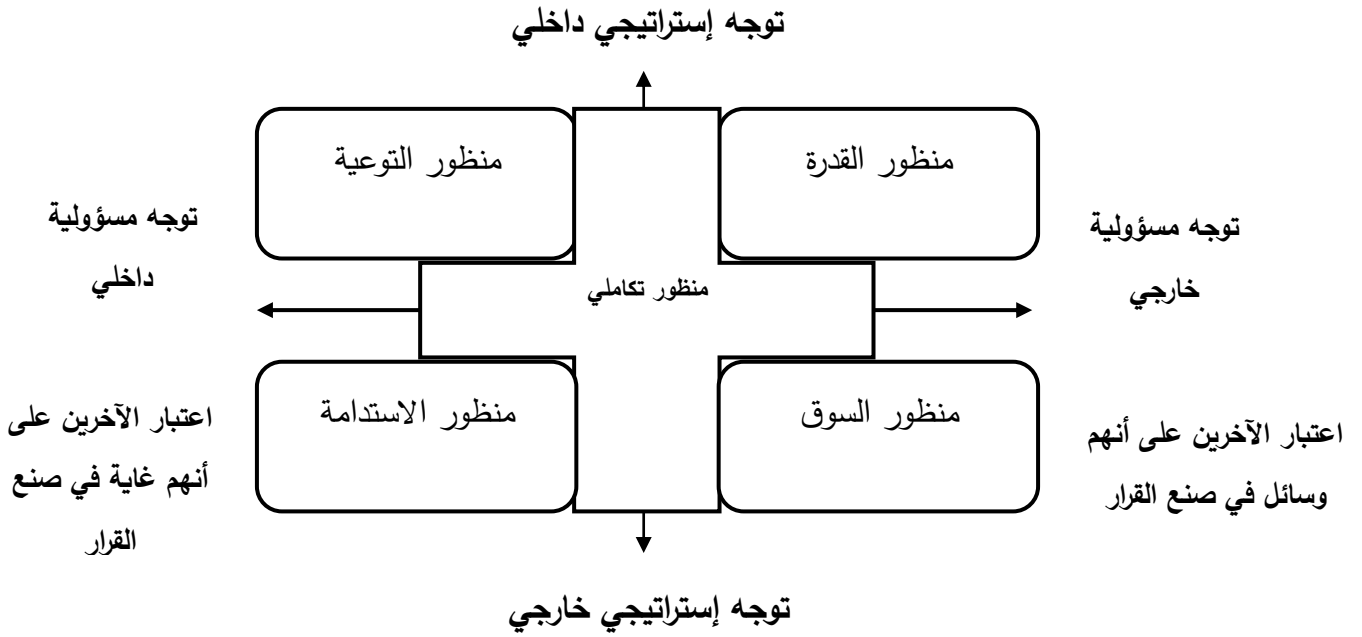 توجه إستراتيجي داخلي
منظور القدرة
منظور التوعية
توجه مسؤولية
خارجي
توجه مسؤولية
داخلي
منظور تكاملي
منظور السوق
منظور الاستدامة
اعتبار الآخرين على أنهم
وسائل في صنع القرار
اعتبار الآخرين على
أنهم غاية في صنع
القرار
توجه إستراتيجي خارجي